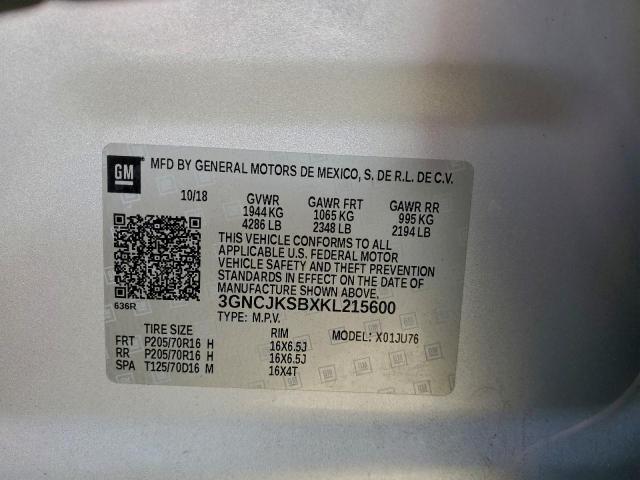 GM MFD BY GENERAL MOTORS DE MEXICO, S. DE R.L. DE C.V.
10/18 GVWR GAWR FRT GAWR RR
1944 KG 1065 KG 995 KG
4286 LB 2348 LB 2194 LB
THIS VEHICLE CONFORMS TO ALL
APPLICABLE U.S. FEDERAL MOTOR
VEHICLE SAFETY AND THEFT PREVENTION
STANDARDS IN EFFECT ON THE DATE OF
MANUFACTURE SHOWN ABOVE.
636R 3GNCJKSBXKL215600
TYPE: M.P.V.
TIRE SIZE RIM MODEL: X01JU76
FRT P205/70R16 H 16X6.5J
RR P205/70R16 H 16X6.5J
SPA T125/70D16 M 16X4T